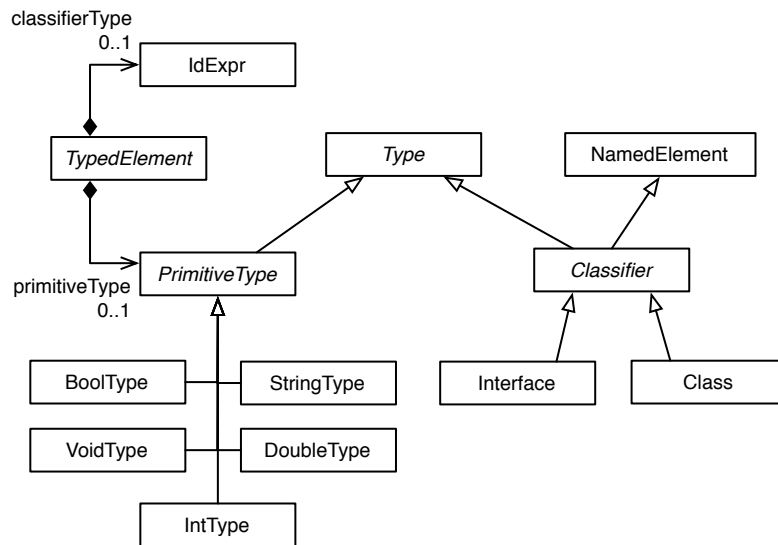 classifierType
0..1
IdExpr
TypedElement
Type
NamedElement
PrimitiveType
primitiveType
0..1
Classifier
BoolType
StringType
Interface
Class
VoidType
DoubleType
IntType